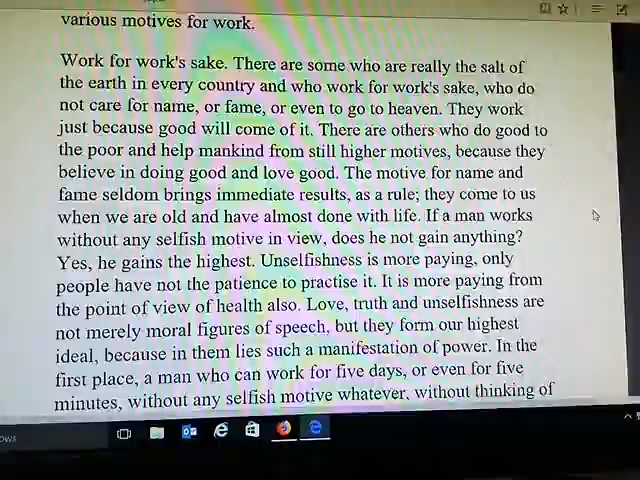 various motives for work.
Work for work's sake. There are some who are really the salt of
the earth in every country and who work for work's sake, who do
not care for name, or fame, or even to go to heaven. They work
just because good will come of it. There are others who do good to
the poor and help mankind from still higher motives, because they
believe in doing good and love good. The motive for name and
fame seldom brings immediate results, as a rule; they come to us
when we are old and have almost done with life. If a man works
without any selfish motive in view, does he not gain anything?
Yes, he gains the highest. Unselfishness is more paying, only
people have not the patience to practise it. It is more paying from
the point of view of health also. Love, truth and unselfishness are
not merely moral figures of speech, but they form our highest
ideal, because in them lies such a manifestation of power. In the
first place, a man who can work for five days, or even for five
minutes, without any selfish motive whatever, without thinking of